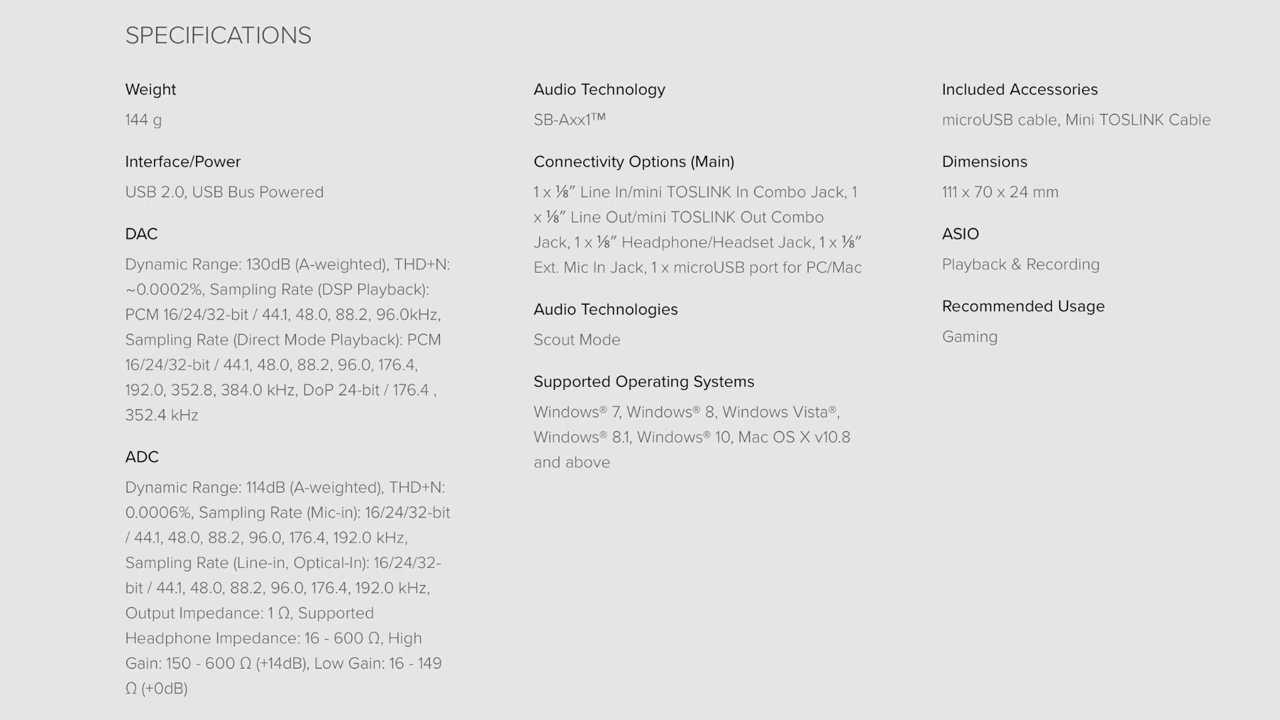 SPECIFICATIONS
Weight
144 g
Interface/Power
USB 2.0, USB Bus Powered
DAC
Dynamic Range: 130dB (A-weighted), THD+N:
~0.0002%, Sampling Rate (DSP Playback):
PCM 16/24/32-bit / 44.1, 48.0, 88.2, 96.0kHz,
Sampling Rate (Direct Mode Playback): PCM
16/24/32-bit / 44.1, 48.0, 88.2, 96.0, 176.4,
192.0, 352.8, 384.0 kHz, DoP 24-bit / 176.4 ,
352.4 kHz
ADC
Dynamic Range: 114dB (A-weighted), THD+N:
0.0006%, Sampling Rate (Mic-in): 16/24/32-bit
/ 44.1, 48.0, 88.2, 96.0, 176.4, 192.0 kHz,
Sampling Rate (Line-in, Optical-In): 16/24/32-
bit / 44.1, 48.0, 88.2, 96.0, 176.4, 192.0 kHz,
Output Impedance: 1 Ω, Supported
Headphone Impedance: 16 - 600 Ω, High
Gain: 150 - 600 Ω (+14dB), Low Gain: 16 - 149
Ω (+0dB)
Audio Technology
SB-Axx1™
Connectivity Options (Main)
1 x ⅛″ Line In/mini TOSLINK In Combo Jack, 1
x ⅛″ Line Out/mini TOSLINK Out Combo
Jack, 1 x ⅛″ Headphone/Headset Jack, 1 x ⅛″
Ext. Mic In Jack, 1 x microUSB port for PC/Mac
Audio Technologies
Scout Mode
Supported Operating Systems
Windows® 7, Windows® 8, Windows Vista®,
Windows® 8.1, Windows® 10, Mac OS X v10.8
and above
Included Accessories
microUSB cable, Mini TOSLINK Cable
Dimensions
111 x 70 x 24 mm
ASIO
Playback & Recording
Recommended Usage
Gaming